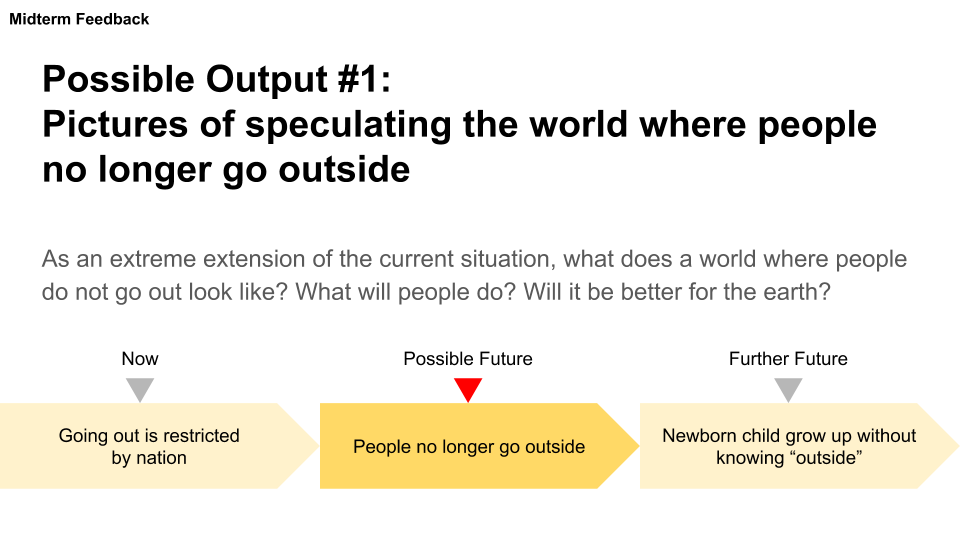 Midterm Feedback
Possible Output #1:
Pictures of speculating the world where people
no longer go outside
As an extreme extension of the current situation, what does a world where people
do not go out look like? What will people do? Will it be better for the earth?
Now
Possible Future
Further Future
Going out is restricted
by nation
People no longer go outside
Newborn child grow up without
knowing “outside”